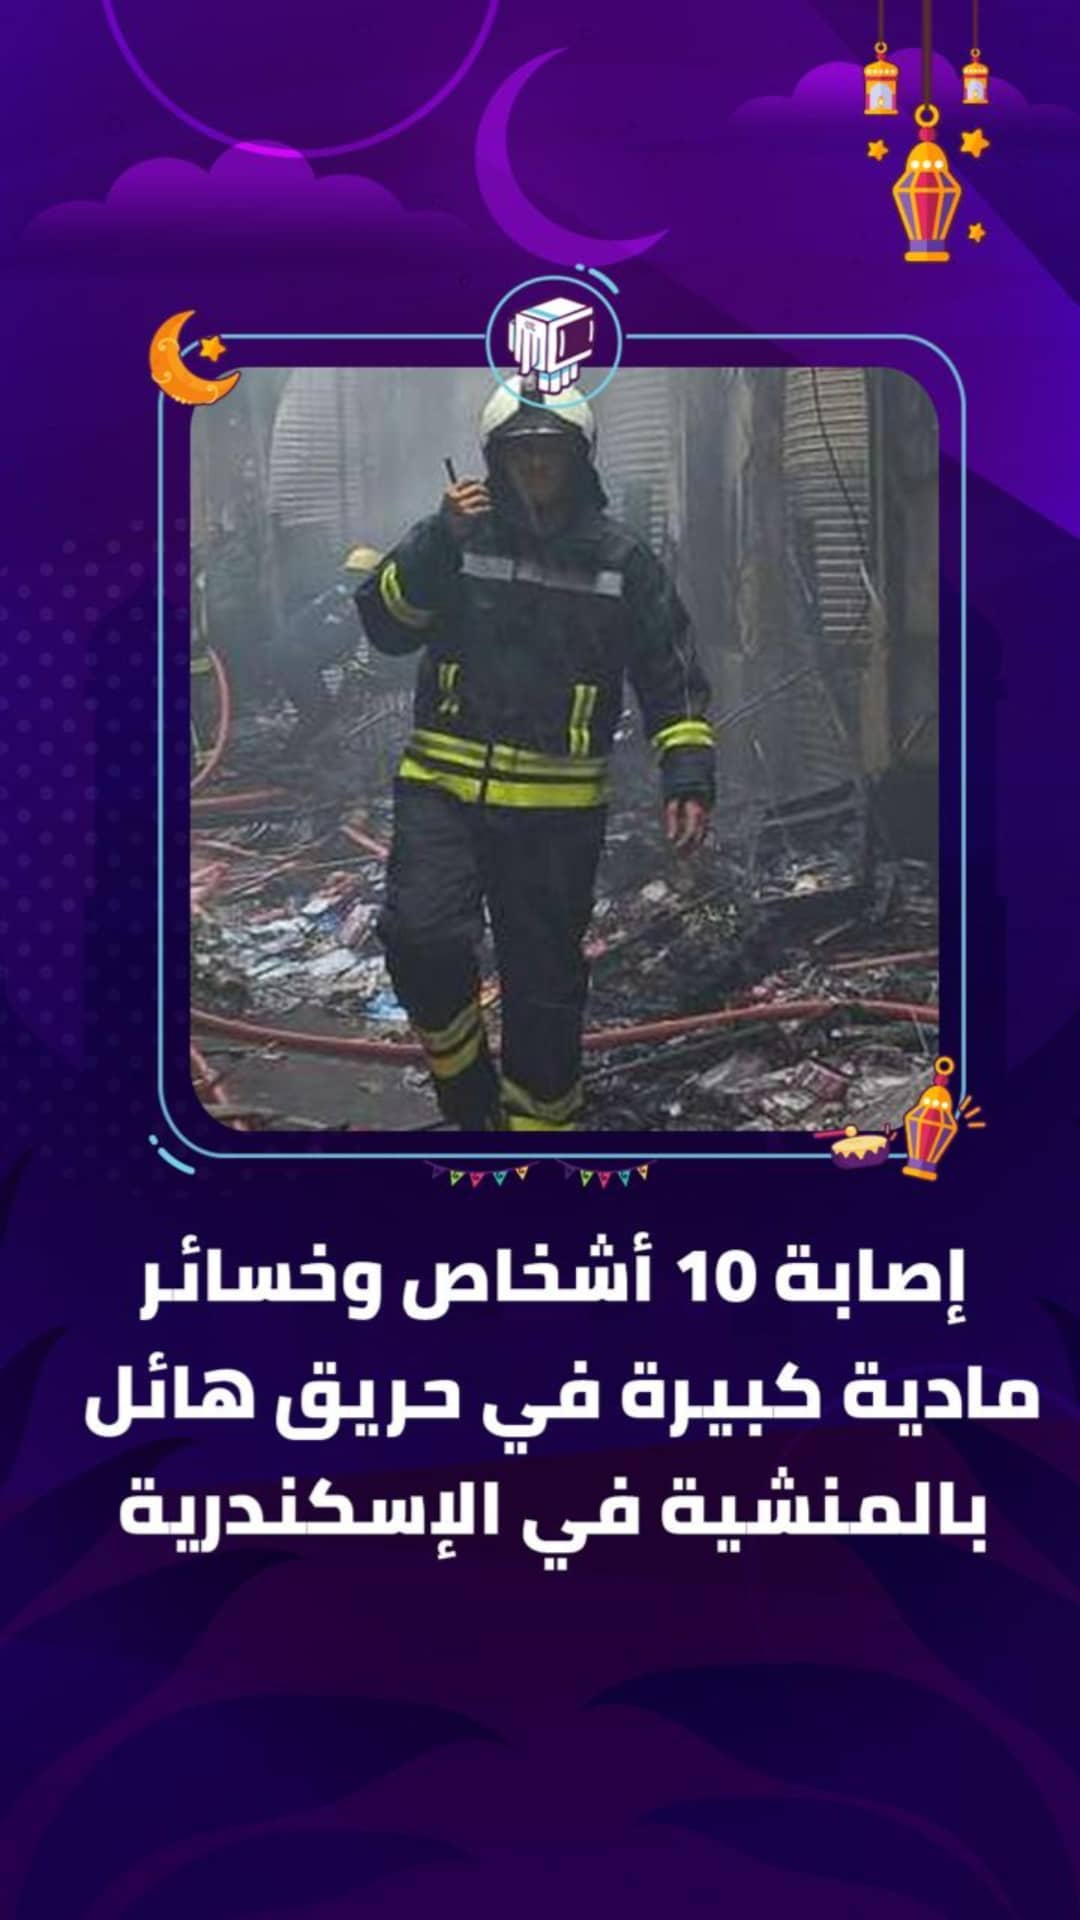 إصابة 10 أشخاص وخسائر
مادية كبيرة في حريق هائل
بالمنشية في الإسكندرية